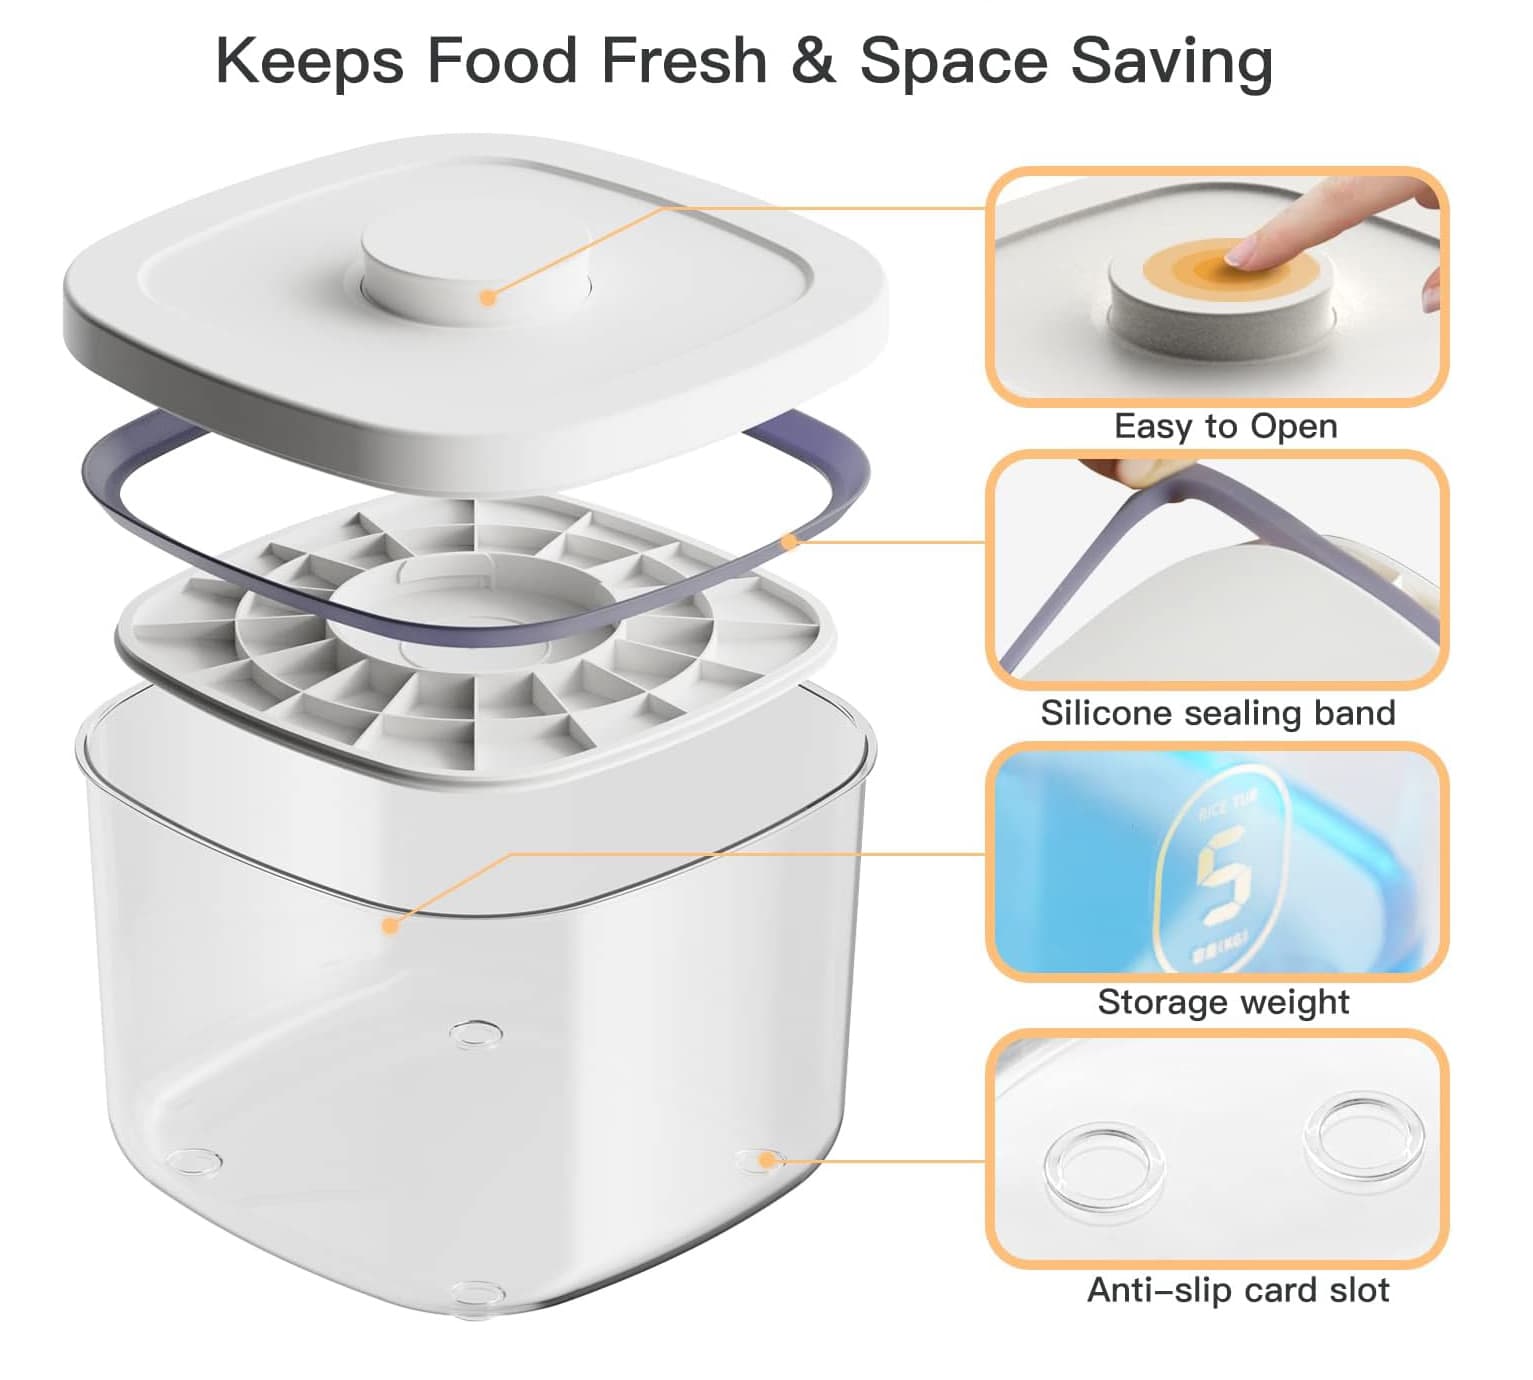 Keeps Food Fresh & Space Saving
Easy to Open
Silicone sealing band
RICE TUB
5
Storage weight
Anti-slip card slot